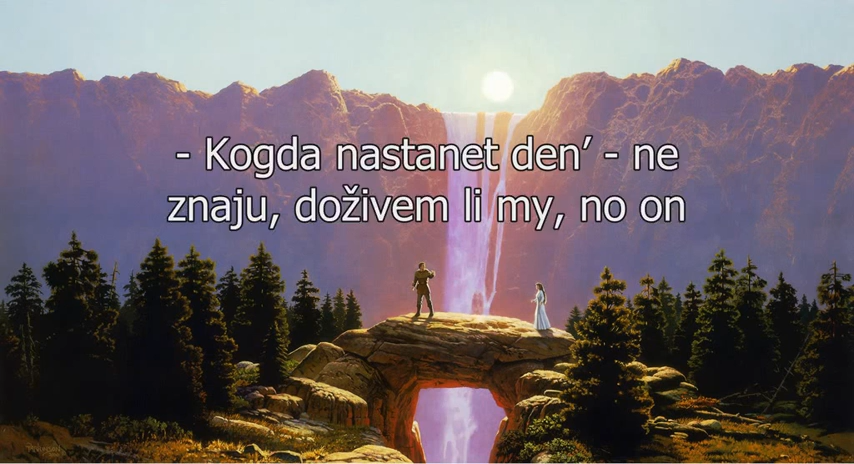 - Kogda nastanet den’ - ne
znaju, doživem li my, no on